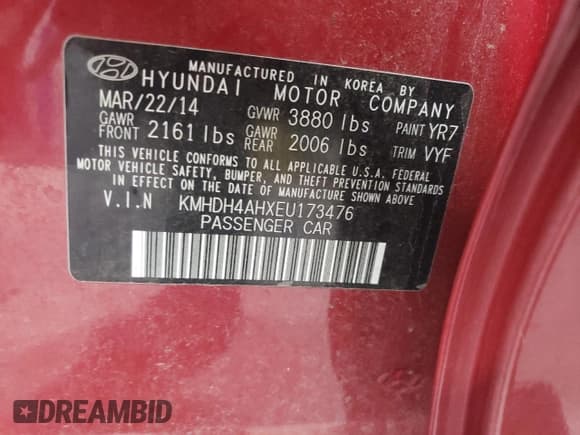 MANUFACTURED IN KOREA BY
HYUNDAI MOTOR COMPANY
MAR/22/14 GVWR 3880 lbs PAINT YR7
GAWR FRONT 2161 lbs GAWR REAR 2006 lbs TRIM VYF
THIS VEHICLE CONFORMS TO ALL APPLICABLE U.S.A. FEDERAL
MOTOR VEHICLE SAFETY, BUMPER, AND THEFT PREVENTION STANDARDS
IN EFFECT ON THE DATE OF MANUFACTURE SHOWN ABOVE.
V.I.N KMHDH4AHXEU173476
PASSENGER CAR
DREAMBID